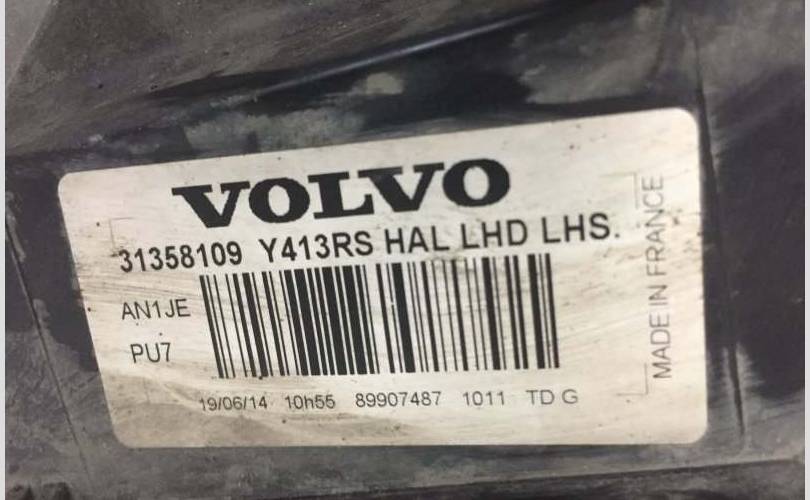 VOLVO
31358109 Y413RS HAL LHD LHS.
AN1JE
PU7
19/06/14 10h55 89907487 1011 TD G
MADE IN FRANCE